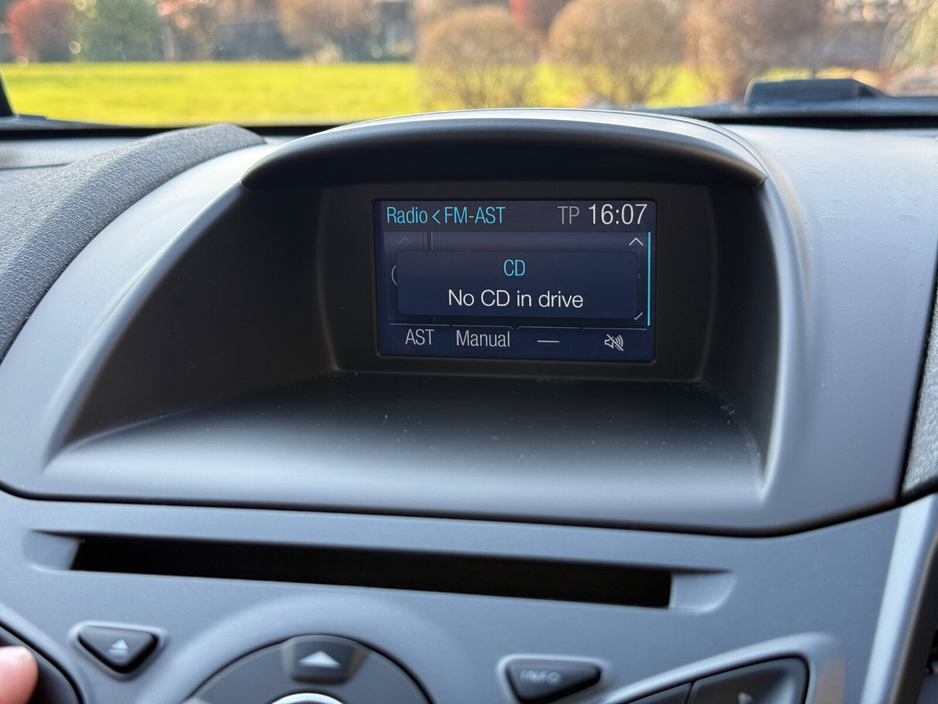 Radio < FM-AST TP 16:07
CD
No CD in drive
AST Manual —
INFO